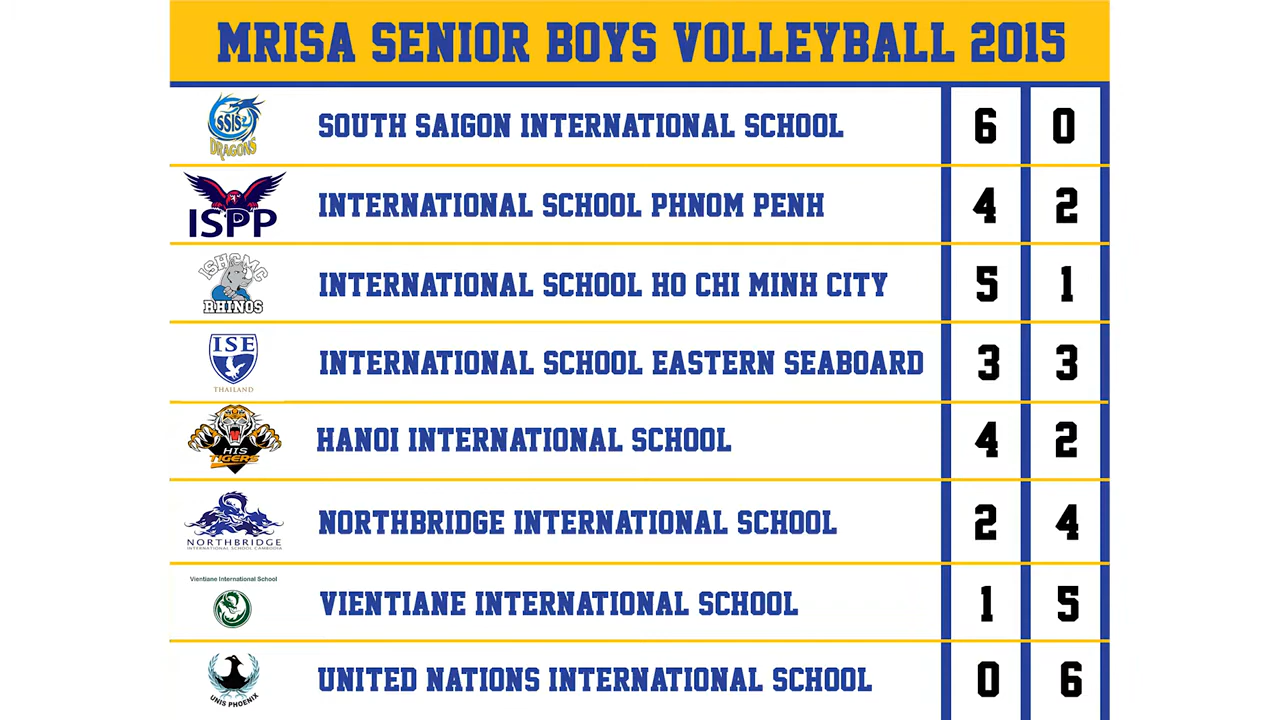 MRISA SENIOR BOYS VOLLEYBALL 2015
SSIS
DRAGONS
SOUTH SAIGON INTERNATIONAL SCHOOL 6 0
ISPP
INTERNATIONAL SCHOOL PHNOM PENH 4 2
ISHCMC
RHINOS
INTERNATIONAL SCHOOL HO CHI MINH CITY 5 1
ISE
THAILAND
INTERNATIONAL SCHOOL EASTERN SEABOARD 3 3
HIS
TIGERS
HANOI INTERNATIONAL SCHOOL 4 2
NORTHBRIDGE
INTERNATIONAL SCHOOL CAMBODIA
NORTHBRIDGE INTERNATIONAL SCHOOL 2 4
Vientiane International School
VIENTIANE INTERNATIONAL SCHOOL 1 5
UNIS PHOENIX
UNITED NATIONS INTERNATIONAL SCHOOL 0 6